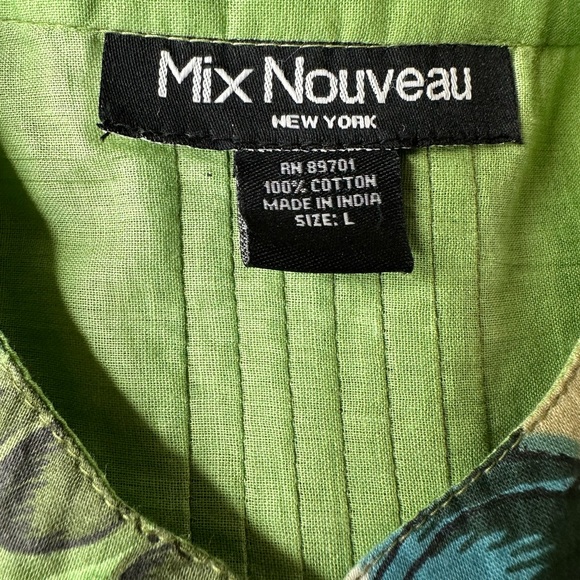 Mix Nouveau
NEW YORK
RN 89701
100% COTTON
MADE IN INDIA
SIZE: L